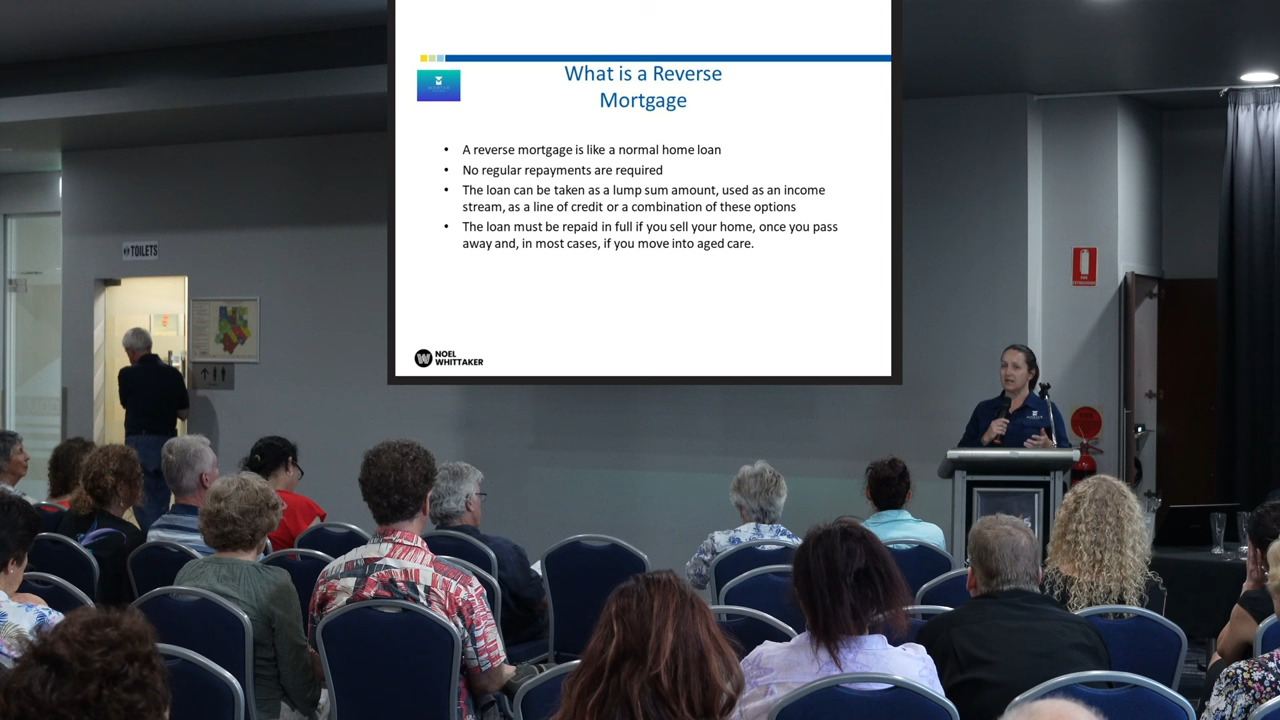 What is a Reverse
Mortgage
• A reverse mortgage is like a normal home loan
• No regular repayments are required
• The loan can be taken as a lump sum amount, used as an income
stream, as a line of credit or a combination of these options
• The loan must be repaid in full if you sell your home, once you pass
away and, in most cases, if you move into aged care.
W NOEL
WHITTAKER
TOILETS